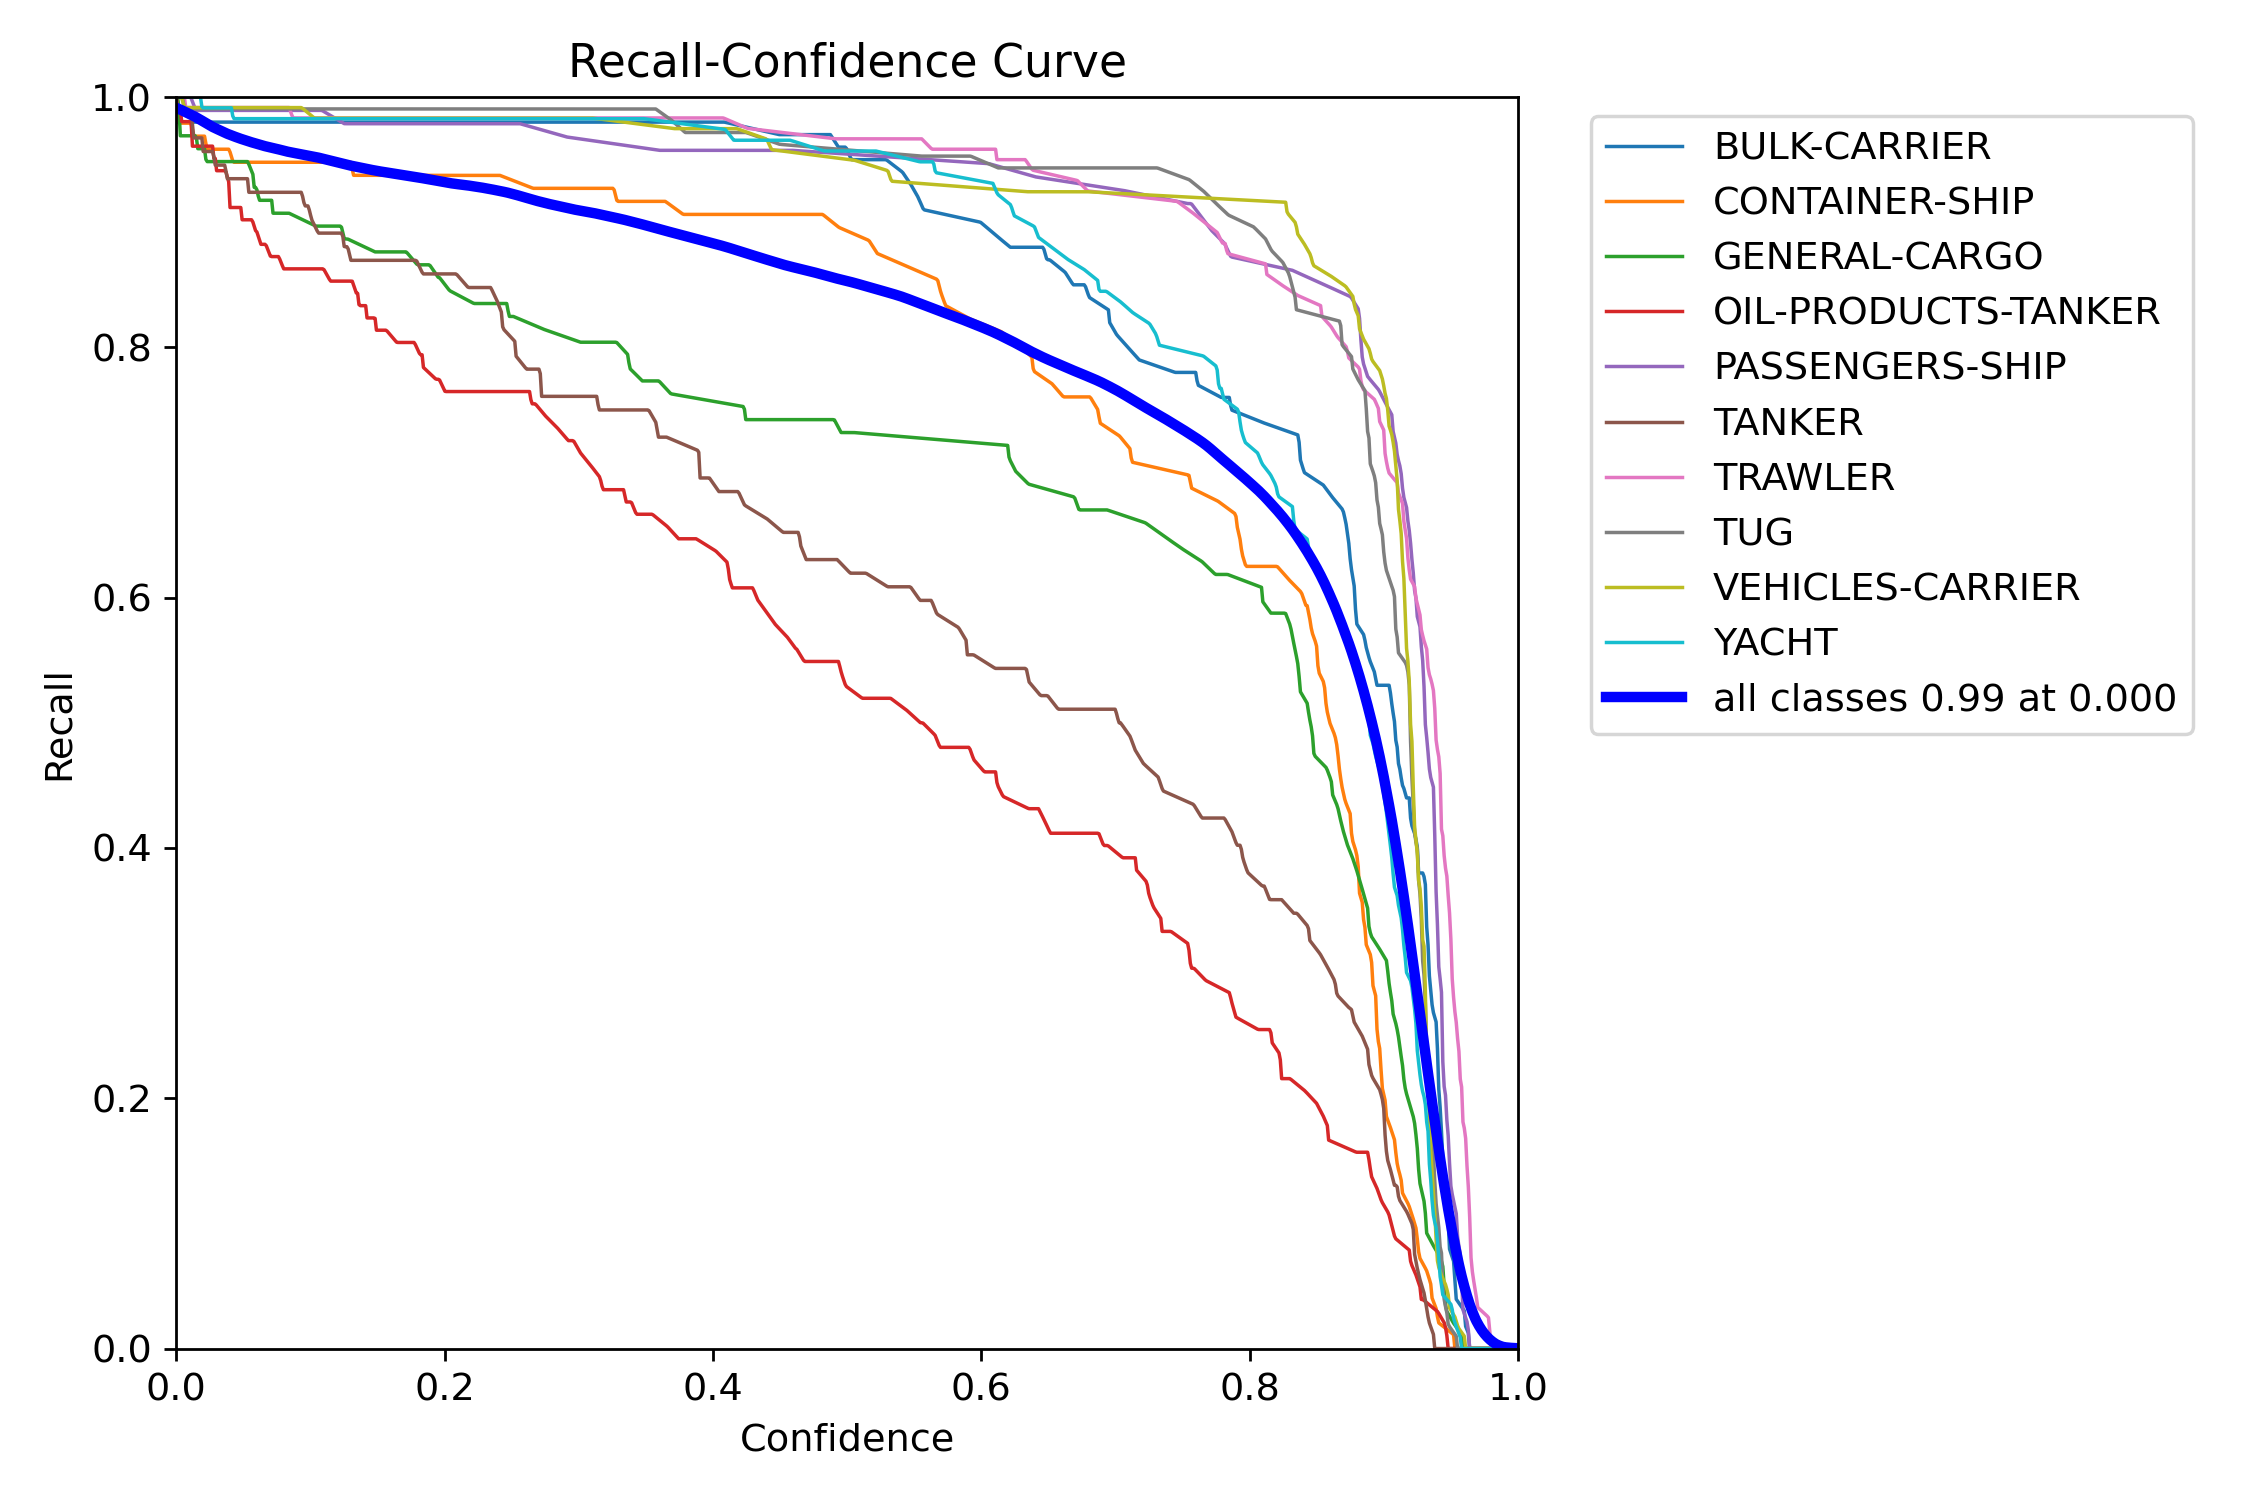 Recall-Confidence Curve
1.0
0.8
0.6
0.4
0.2
0.0
Recall
0.0 0.2 0.4 0.6 0.8 1.0
Confidence
BULK-CARRIER
CONTAINER-SHIP
GENERAL-CARGO
OIL-PRODUCTS-TANKER
PASSENGERS-SHIP
TANKER
TRAWLER
TUG
VEHICLES-CARRIER
YACHT
all classes 0.99 at 0.000